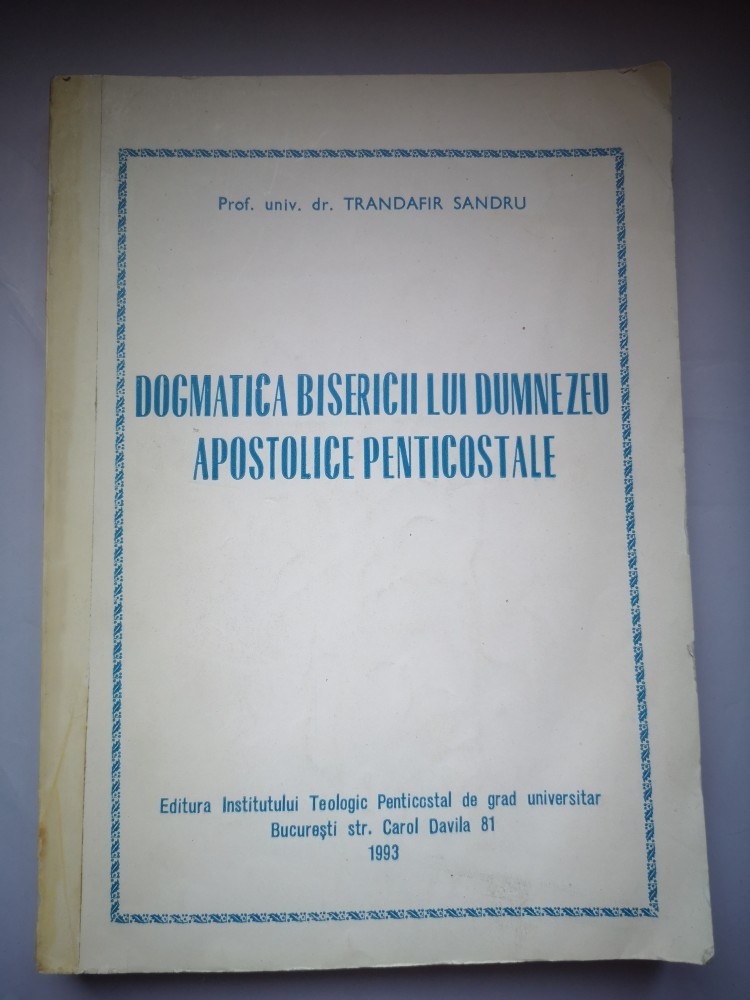 Prof. univ. dr. TRANDAFIR SANDRU
DOGMATICA BISERICII LUI DUMNEZEU
APOSTOLICE PENTICOSTALE
Editura Institutului Teologic Penticostal de grad universitar
București str. Carol Davila 81
1993